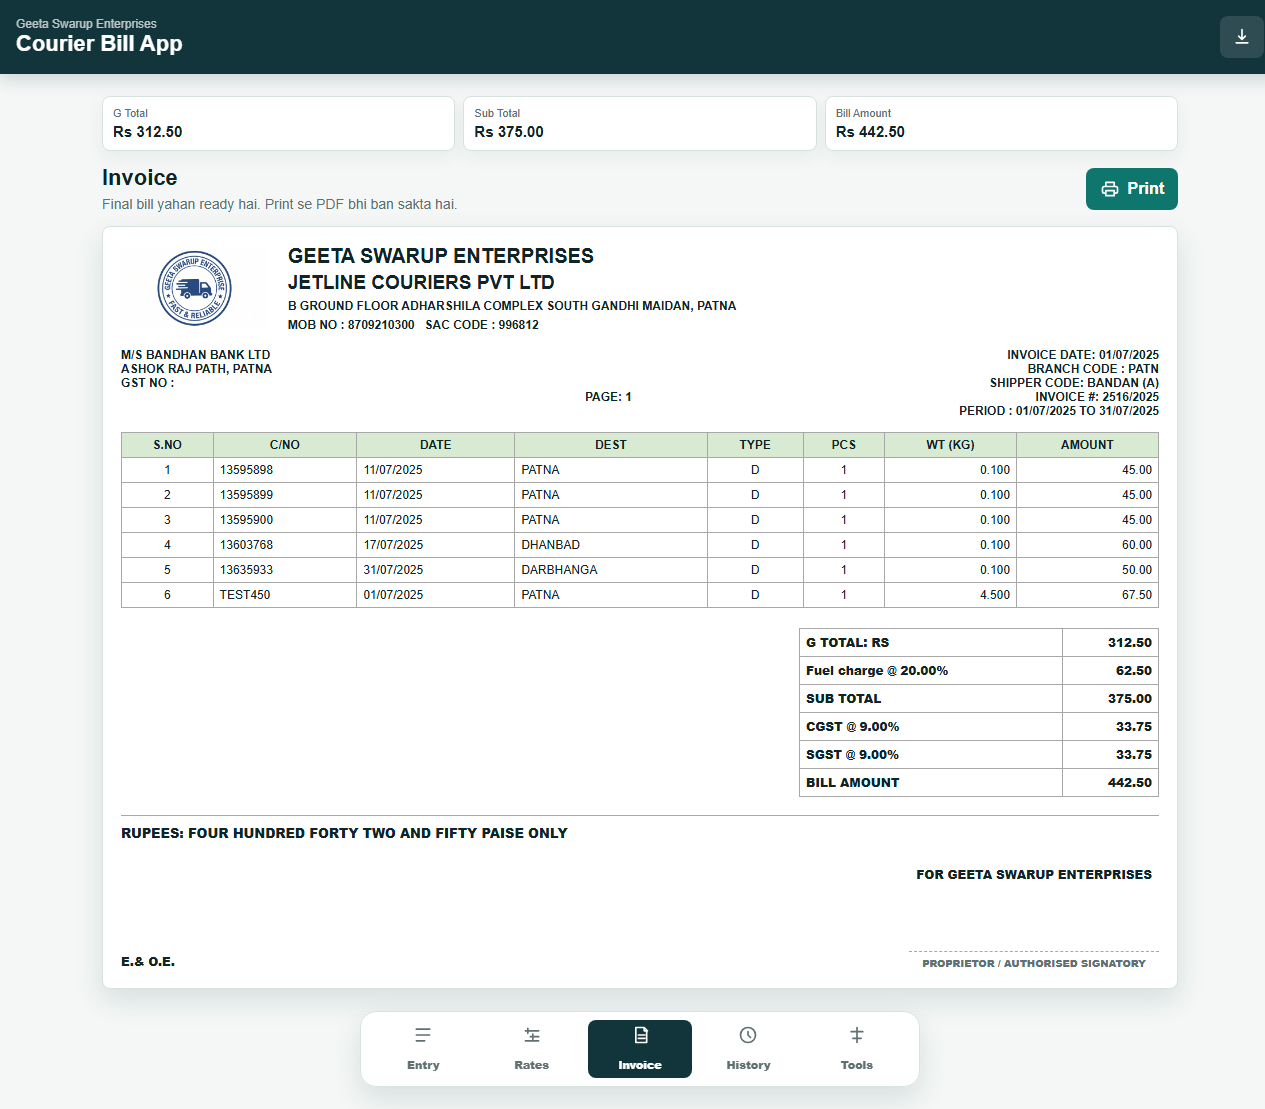 Geeta Swarup Enterprises
Courier Bill App
G Total
Rs 312.50
Sub Total
Rs 375.00
Bill Amount
Rs 442.50
Invoice
Final bill yahan ready hai. Print se PDF bhi ban sakta hai.
Print
GEETA SWARUP ENTERPRISE
FAST & RELIABLE
GEETA SWARUP ENTERPRISES
JETLINE COURIERS PVT LTD
B GROUND FLOOR ADHARSHILA COMPLEX SOUTH GANDHI MAIDAN, PATNA
MOB NO : 8709210300 SAC CODE : 996812
M/S BANDHAN BANK LTD
ASHOK RAJ PATH, PATNA
GST NO :
PAGE: 1
INVOICE DATE: 01/07/2025
BRANCH CODE : PATN
SHIPPER CODE: BANDAN (A)
INVOICE #: 2516/2025
PERIOD : 01/07/2025 TO 31/07/2025
S.NO C/NO DATE DEST TYPE PCS WT (KG) AMOUNT
1 13595898 11/07/2025 PATNA D 1 0.100 45.00
2 13595899 11/07/2025 PATNA D 1 0.100 45.00
3 13595900 11/07/2025 PATNA D 1 0.100 45.00
4 13603768 17/07/2025 DHANBAD D 1 0.100 60.00
5 13635933 31/07/2025 DARBHANGA D 1 0.100 50.00
6 TEST450 01/07/2025 PATNA D 1 4.500 67.50
G TOTAL: RS 312.50
Fuel charge @ 20.00% 62.50
SUB TOTAL 375.00
CGST @ 9.00% 33.75
SGST @ 9.00% 33.75
BILL AMOUNT 442.50
RUPEES: FOUR HUNDRED FORTY TWO AND FIFTY PAISE ONLY
FOR GEETA SWARUP ENTERPRISES
E.& O.E.
PROPRIETOR / AUTHORISED SIGNATORY
Entry Rates Invoice History Tools